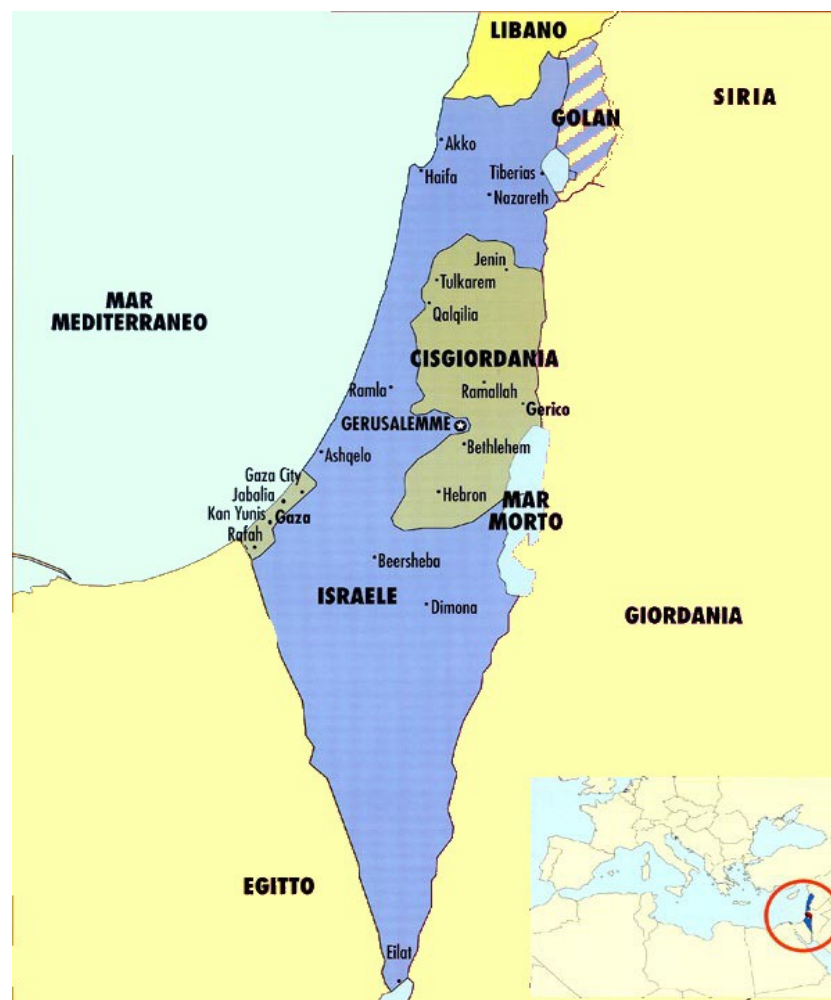 LIBANO
SIRIA
GOLAN
Akko
Haifa
Tiberias
Nazareth
Jenin
Tulkarem
MAR
MEDITERRANEO
Qalqilia
CISGIORDANIA
Ramla
Ramallah
Gerico
GERUSALEMME
Bethlehem
Ashqelo
Gaza City
Jabalia
Hebron
MAR
MORTO
Kan Yunis
Gaza
Rafah
Beersheba
ISRAELE
Dimona
GIORDANIA
EGITTO
Eilat